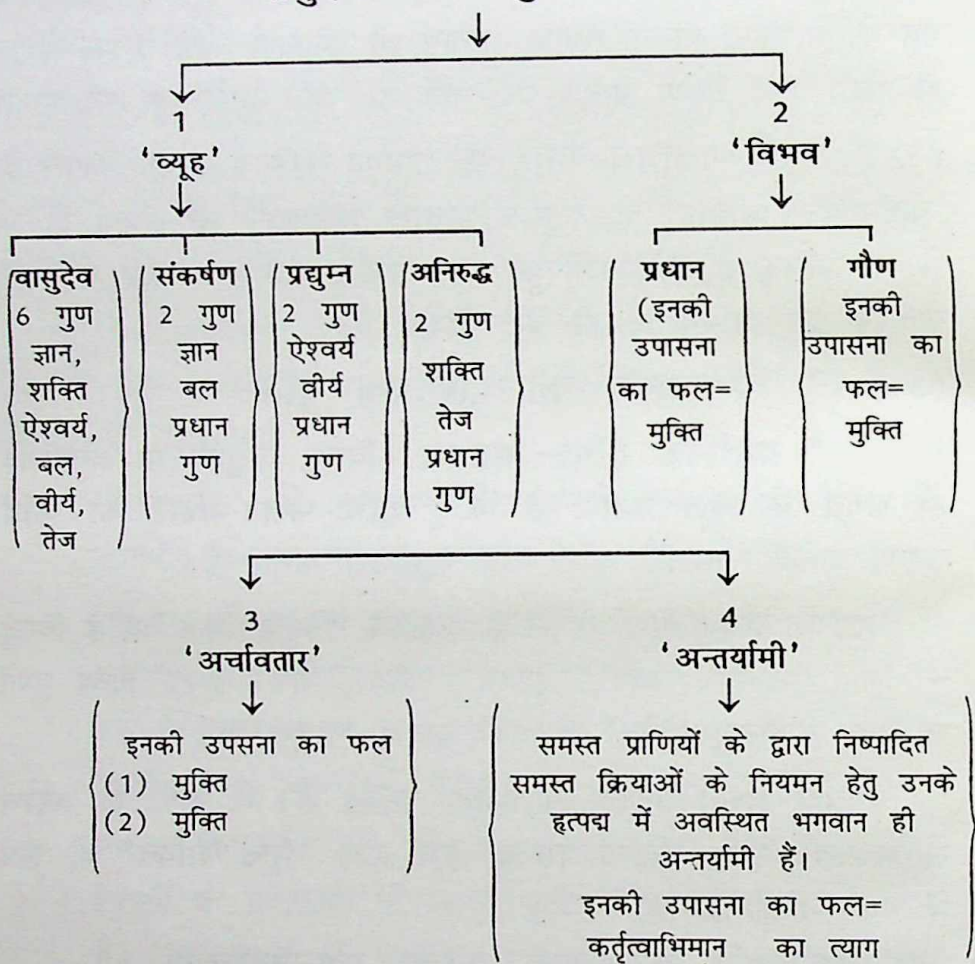 1
2
'व्यूह'
'विभव'
वासुदेव
6 गुण
ज्ञान,
शक्ति
ऐश्वर्य,
बल,
वीर्य,
तेज
संकर्षण
2 गुण
ज्ञान
बल
प्रधान
गुण
प्रद्युम्न
2 गुण
ऐश्वर्य
वीर्य
प्रधान
गुण
अनिरुद्ध
2 गुण
शक्ति
तेज
प्रधान
गुण
प्रधान
(इनकी
उपासना
का फल=
मुक्ति
गौण
इनकी
उपासना का
फल=
मुक्ति
3
4
'अर्चावतार'
'अन्तर्यामी'
इनकी उपसना का फल
(1) मुक्ति
(2) मुक्ति
समस्त प्राणियों के द्वारा निष्पादित
समस्त क्रियाओं के नियमन हेतु उनके
हृत्पद्म में अवस्थित भगवान ही
अन्तर्यामी हैं।
इनकी उपासना का फल=
कर्तृत्वाभिमान का त्याग